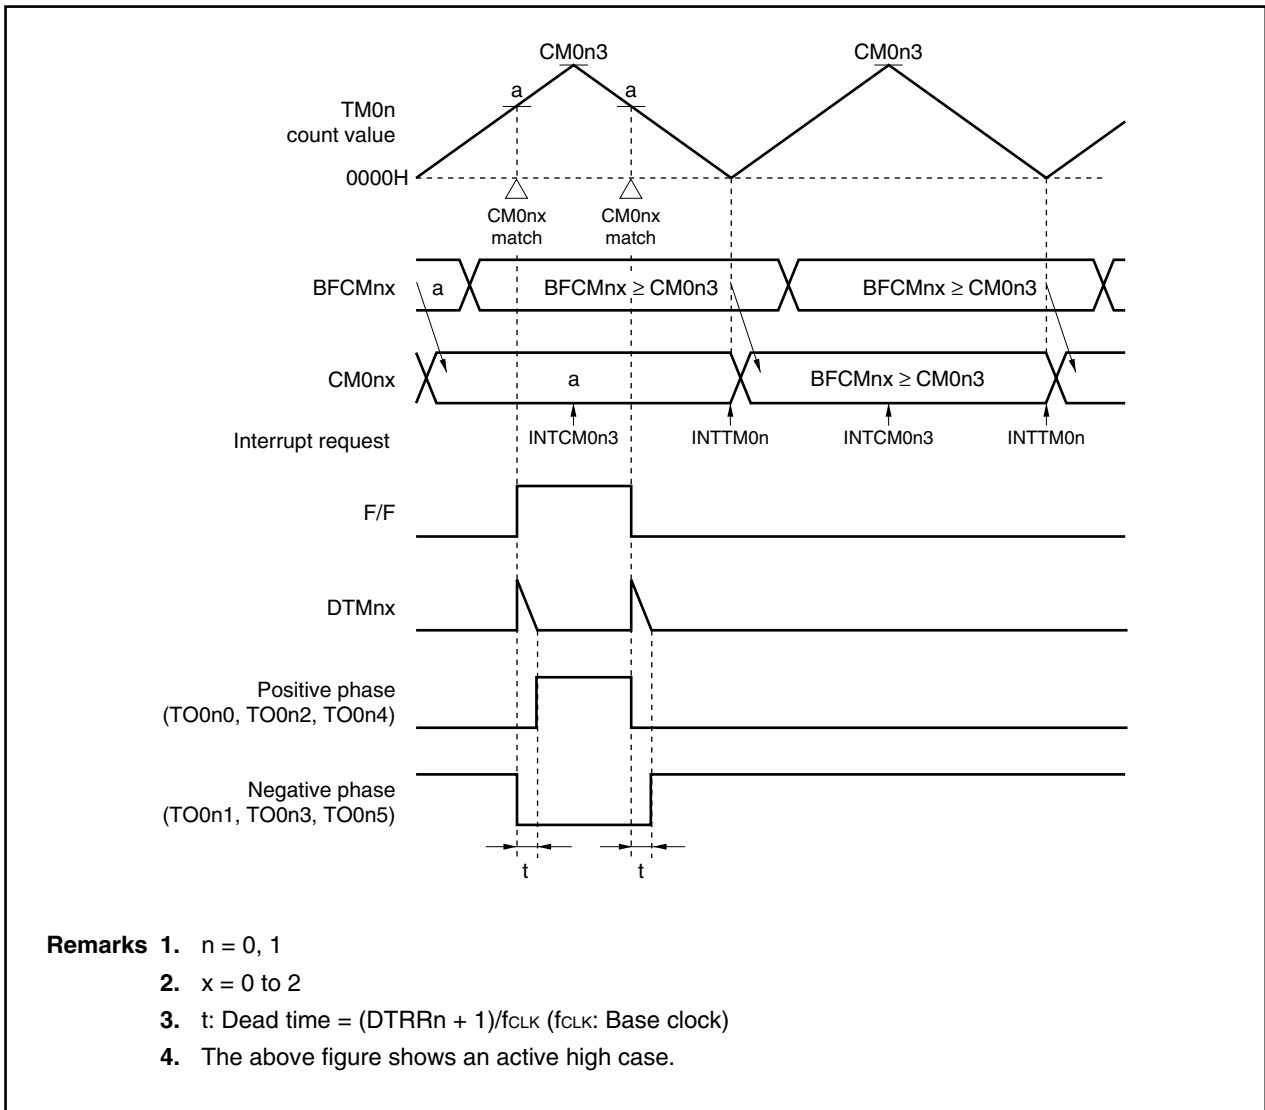 CM0n3 CM0n3
a a
TM0n
count value
0000H
CM0nx
match
CM0nx
match
BFCMnx a BFCMnx ≥ CM0n3 BFCMnx ≥ CM0n3
CM0nx a BFCMnx ≥ CM0n3
Interrupt request INTCM0n3 INTTM0n INTCM0n3 INTTM0n
F/F
DTMnx
Positive phase
(TO0n0, TO0n2, TO0n4)
Negative phase
(TO0n1, TO0n3, TO0n5)
t t
Remarks 1. n = 0, 1
2. x = 0 to 2
3. t: Dead time = (DTRRn + 1)/fCLK (fCLK: Base clock)
4. The above figure shows an active high case.